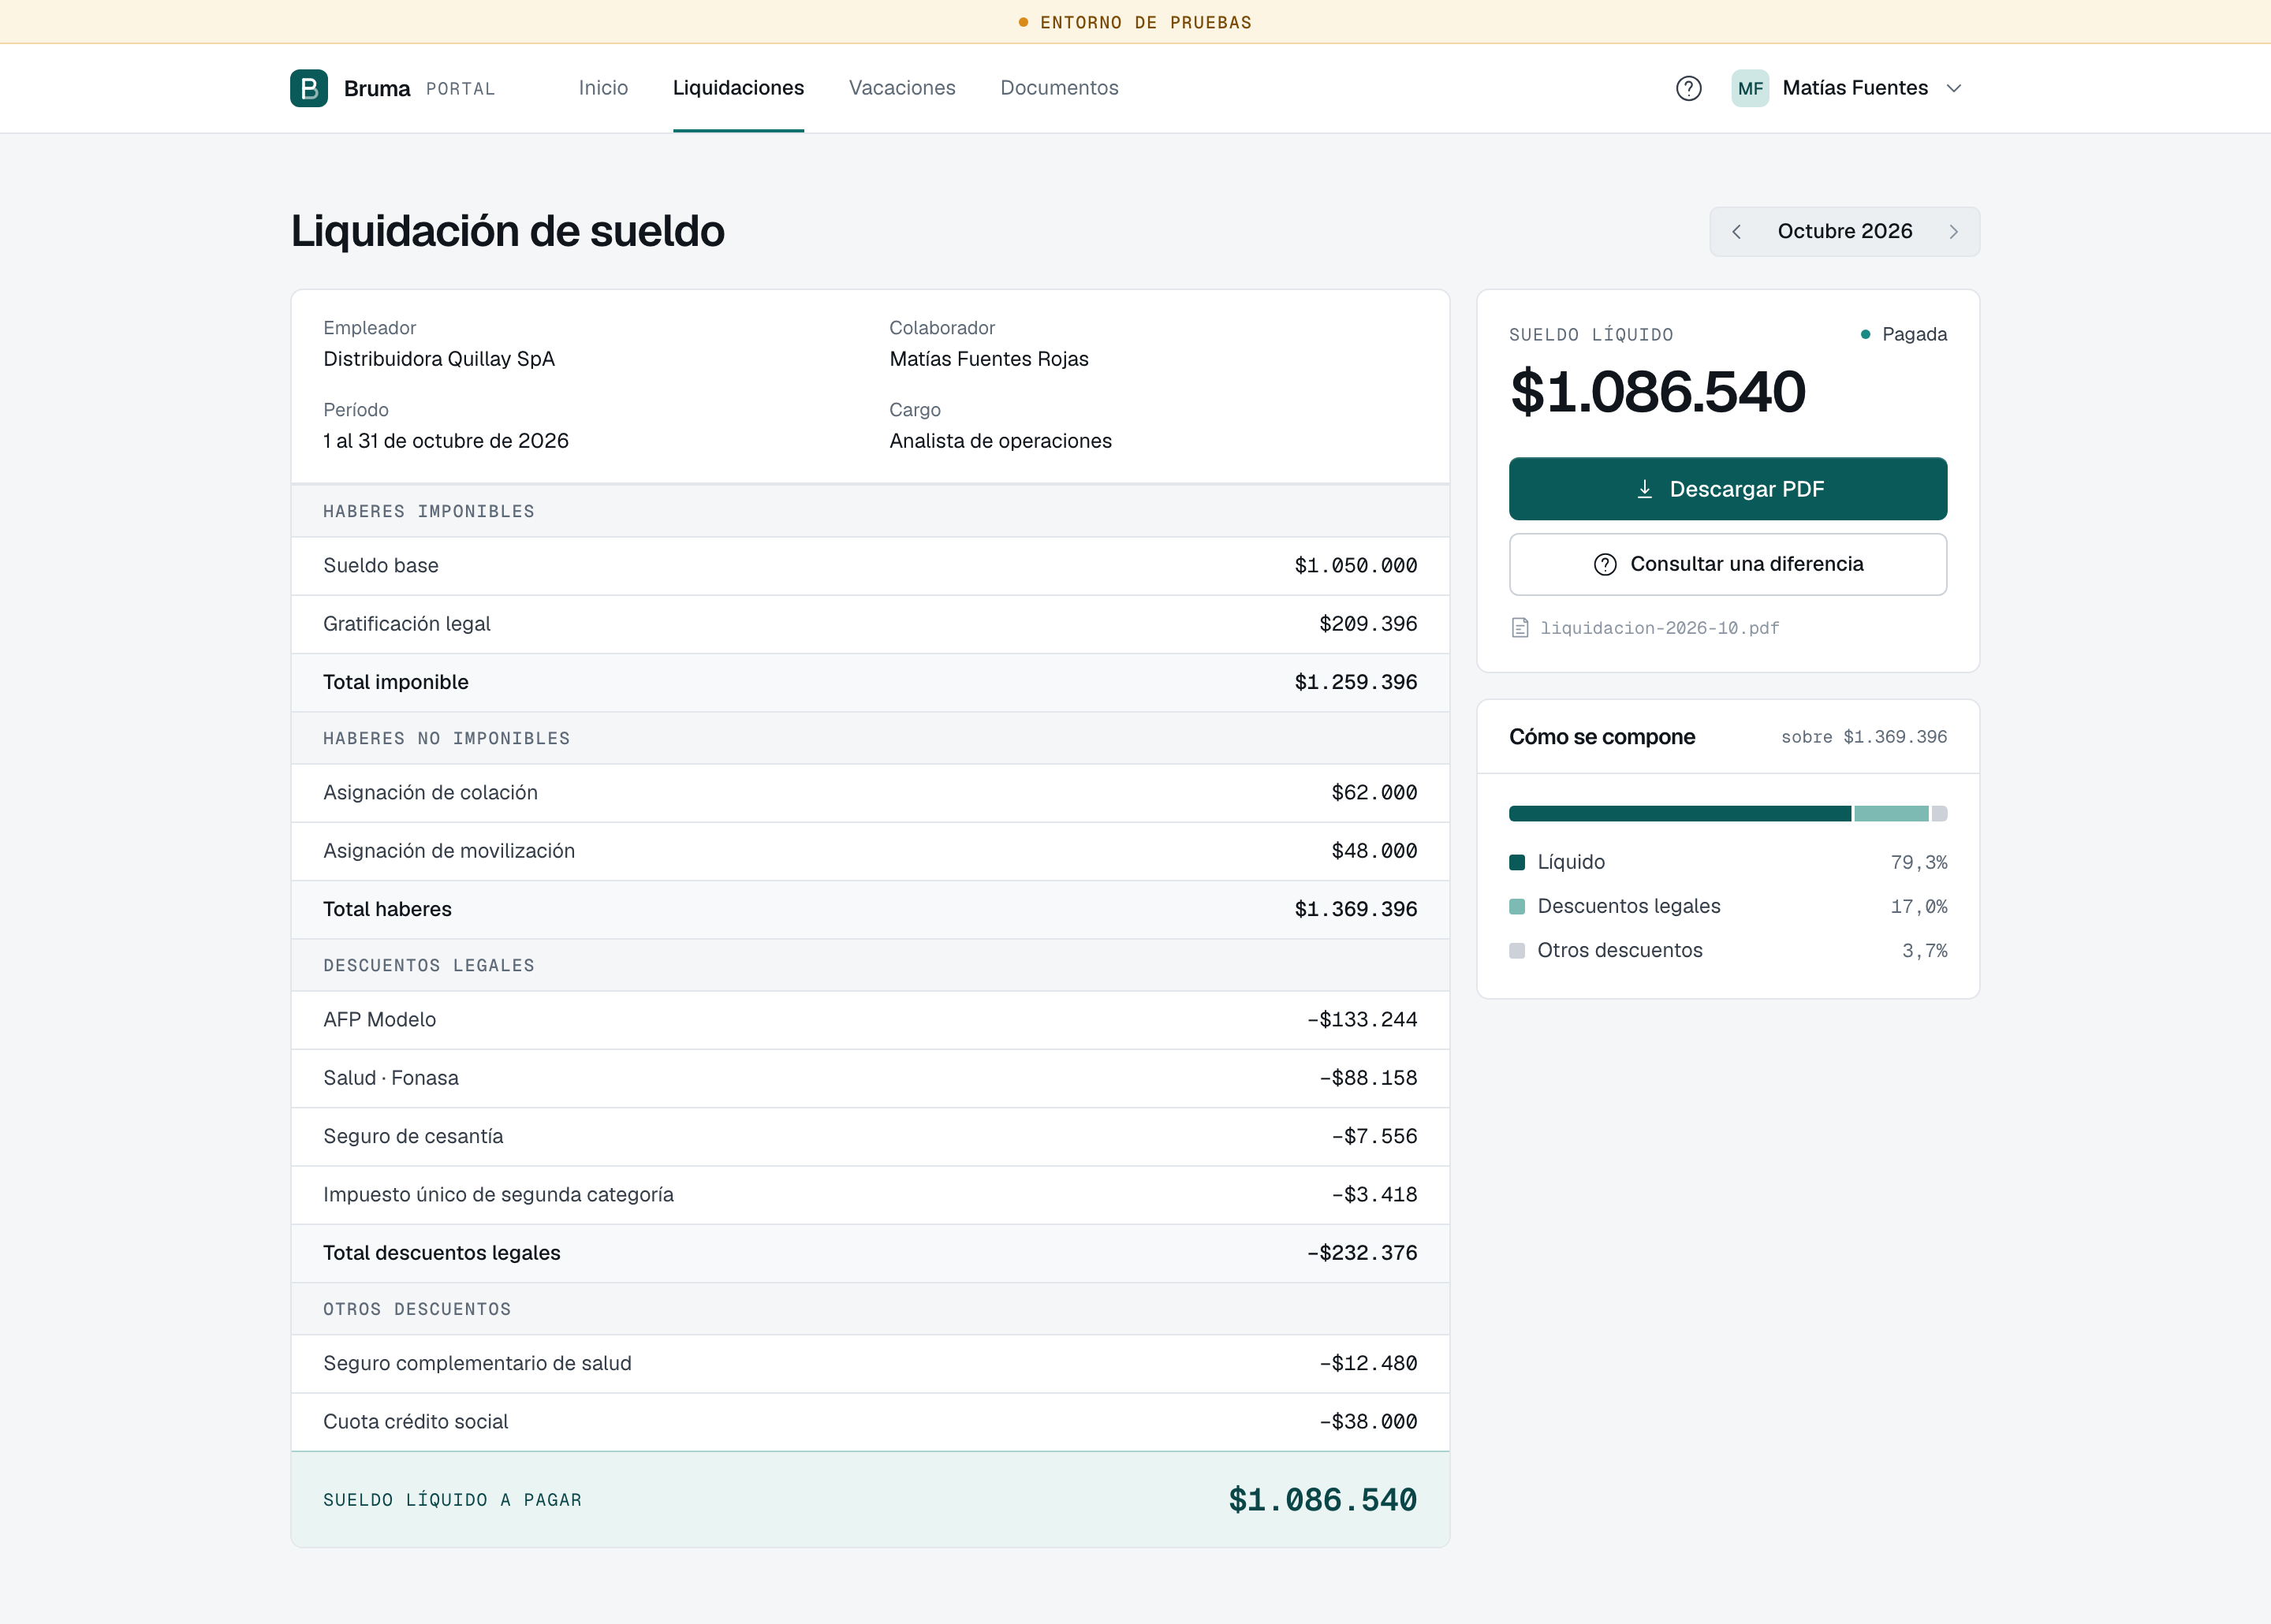 ENTORNO DE PRUEBAS
B Bruma PORTAL Inicio Liquidaciones Vacaciones Documentos ? MF Matías Fuentes
Liquidación de sueldo
Octubre 2026
Empleador
Distribuidora Quillay SpA
Colaborador
Matías Fuentes Rojas
Período
1 al 31 de octubre de 2026
Cargo
Analista de operaciones
HABERES IMPONIBLES
Sueldo base $1.050.000
Gratificación legal $209.396
Total imponible $1.259.396
HABERES NO IMPONIBLES
Asignación de colación $62.000
Asignación de movilización $48.000
Total haberes $1.369.396
DESCUENTOS LEGALES
AFP Modelo −$133.244
Salud · Fonasa −$88.158
Seguro de cesantía −$7.556
Impuesto único de segunda categoría −$3.418
Total descuentos legales −$232.376
OTROS DESCUENTOS
Seguro complementario de salud −$12.480
Cuota crédito social −$38.000
SUELDO LÍQUIDO A PAGAR $1.086.540
SUELDO LÍQUIDO Pagada
$1.086.540
Descargar PDF
? Consultar una diferencia
liquidacion-2026-10.pdf
Cómo se compone sobre $1.369.396
Líquido 79,3%
Descuentos legales 17,0%
Otros descuentos 3,7%